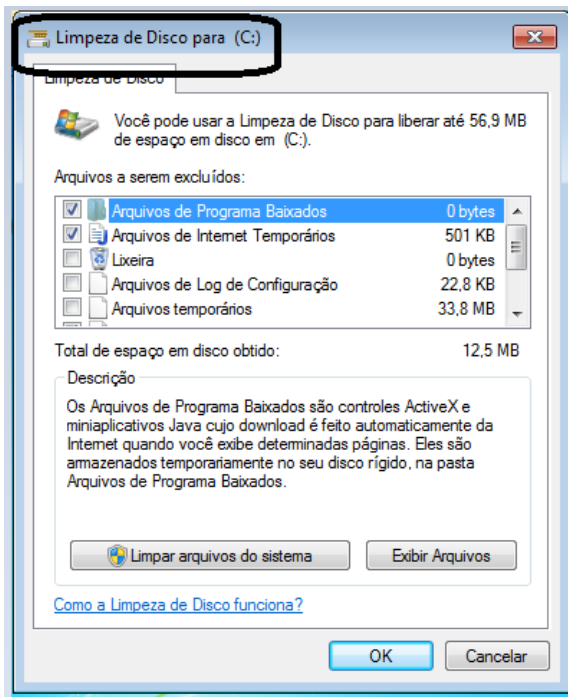 Limpeza de Disco para (C:)
Limpeza de Disco
Você pode usar a Limpeza de Disco para liberar até 56,9 MB
de espaço em disco em (C:).
Arquivos a serem excluídos:
Arquivos de Programa Baixados 0 bytes
Arquivos de Internet Temporários 501 KB
Lixeira 0 bytes
Arquivos de Log de Configuração 22,8 KB
Arquivos temporários 33,8 MB
Total de espaço em disco obtido: 12,5 MB
Descrição
Os Arquivos de Programa Baixados são controles ActiveX e
miniaplicativos Java cujo download é feito automaticamente da
Internet quando você exibe determinadas páginas. Eles são
armazenados temporariamente no seu disco rígido, na pasta
Arquivos de Programa Baixados.
Limpar arquivos do sistema Exibir Arquivos
Como a Limpeza de Disco funciona?
OK Cancelar